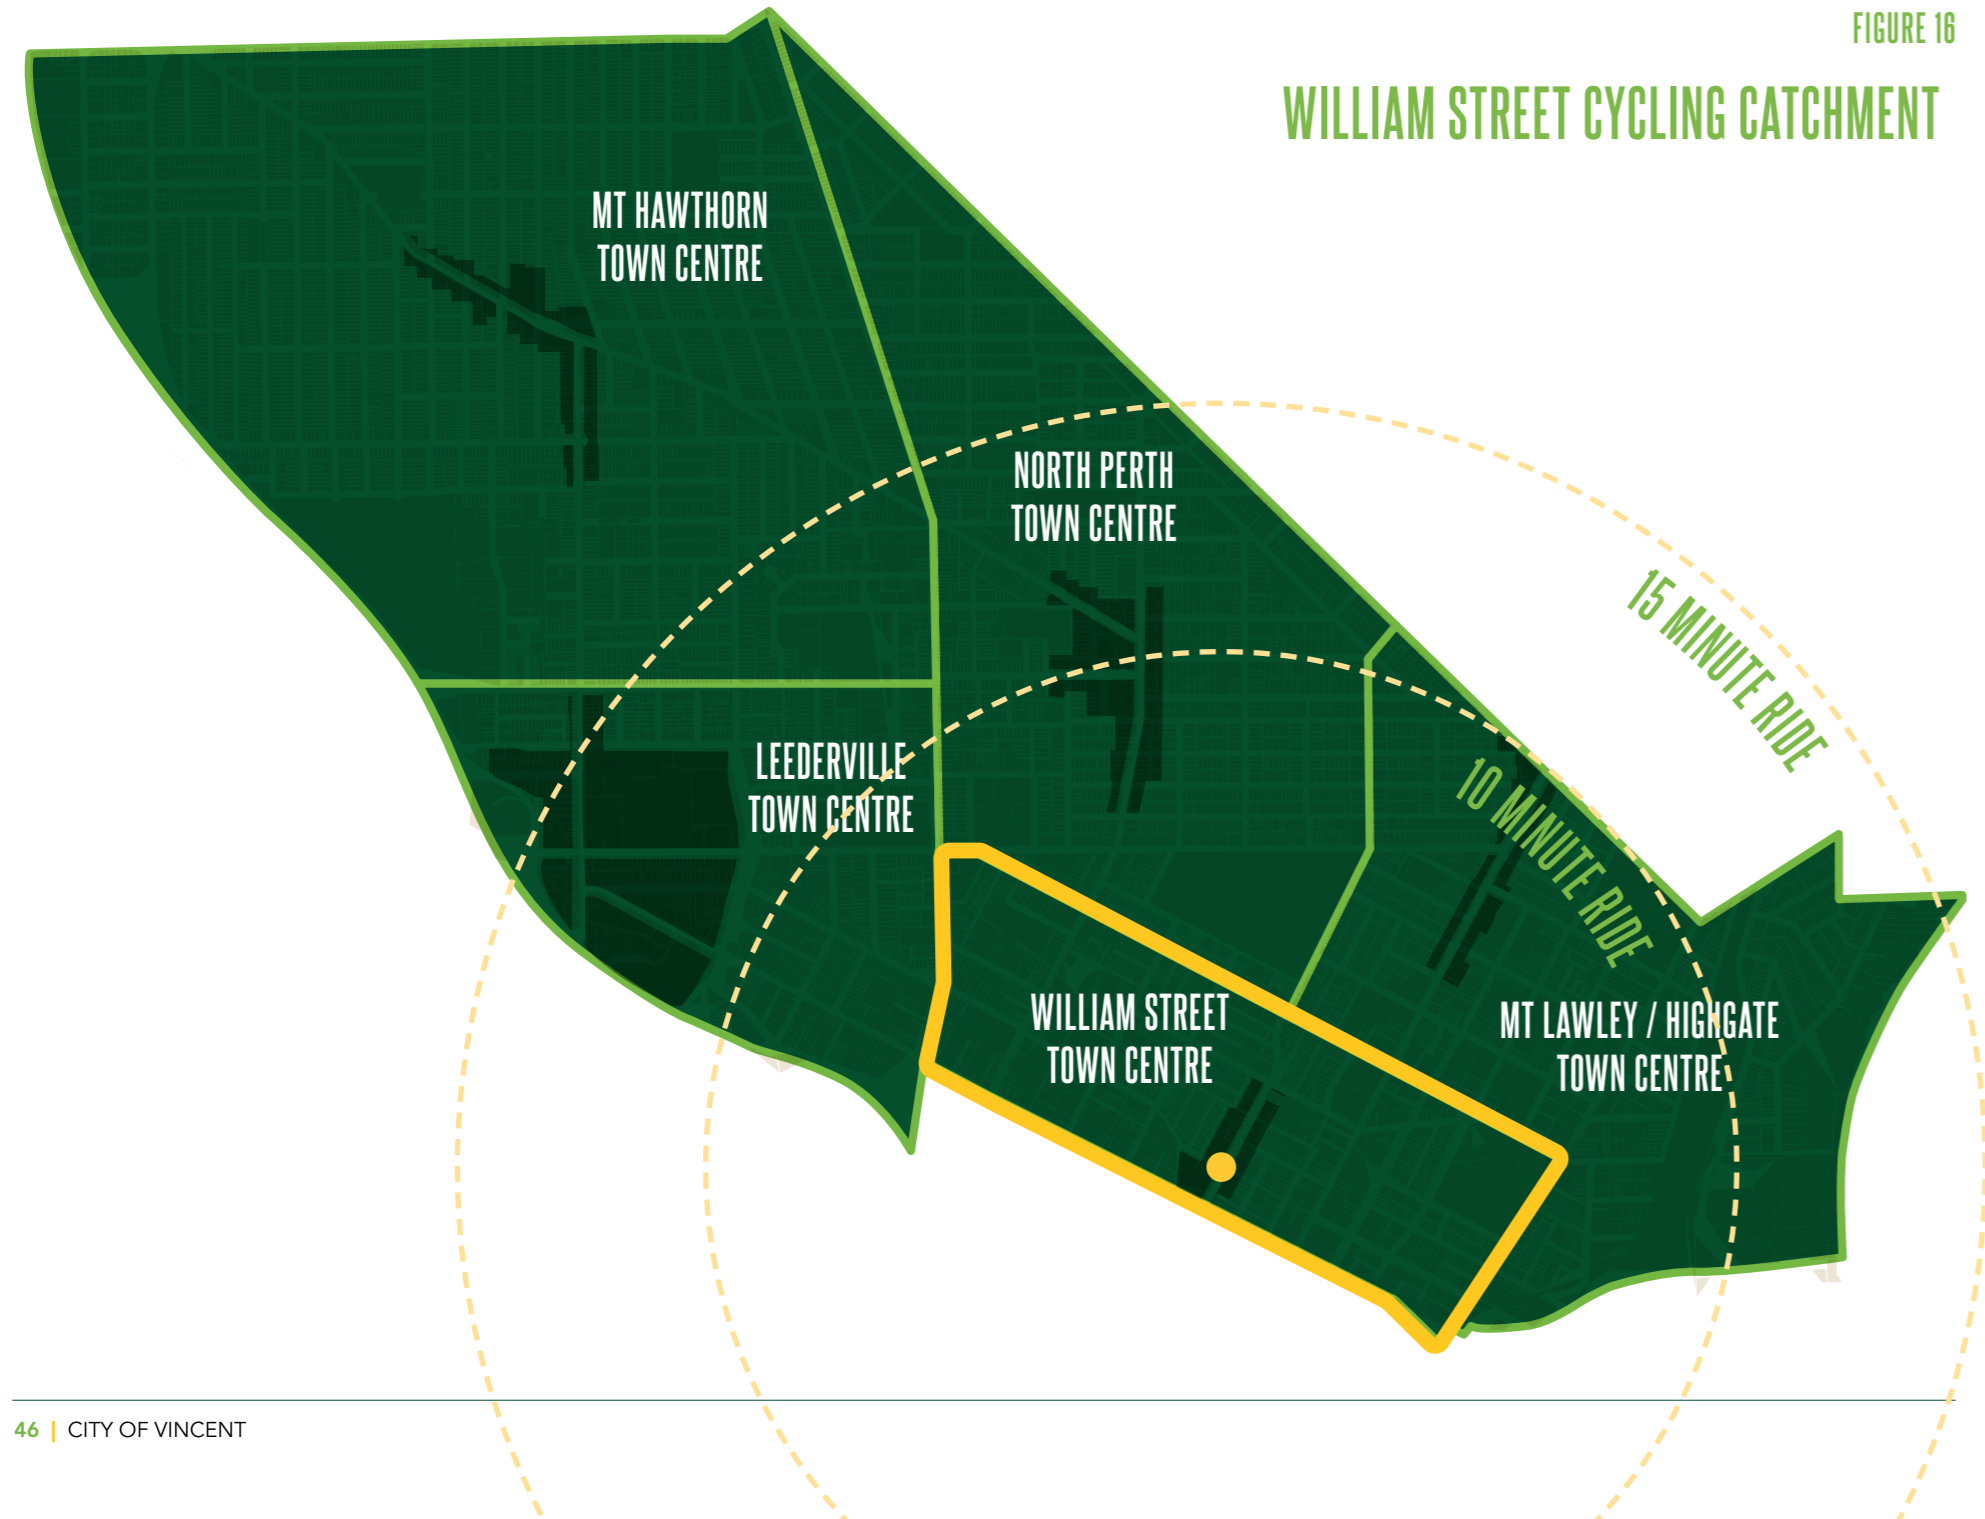 FIGURE 16
WILLIAM STREET CYCLING CATCHMENT
MT HAWTHORN
TOWN CENTRE
NORTH PERTH
TOWN CENTRE
15 MINUTE RIDE
LEEDERVILLE
TOWN CENTRE
10 MINUTE RIDE
WILLIAM STREET
TOWN CENTRE
MT LAWLEY / HIGHGATE
TOWN CENTRE
46 | CITY OF VINCENT